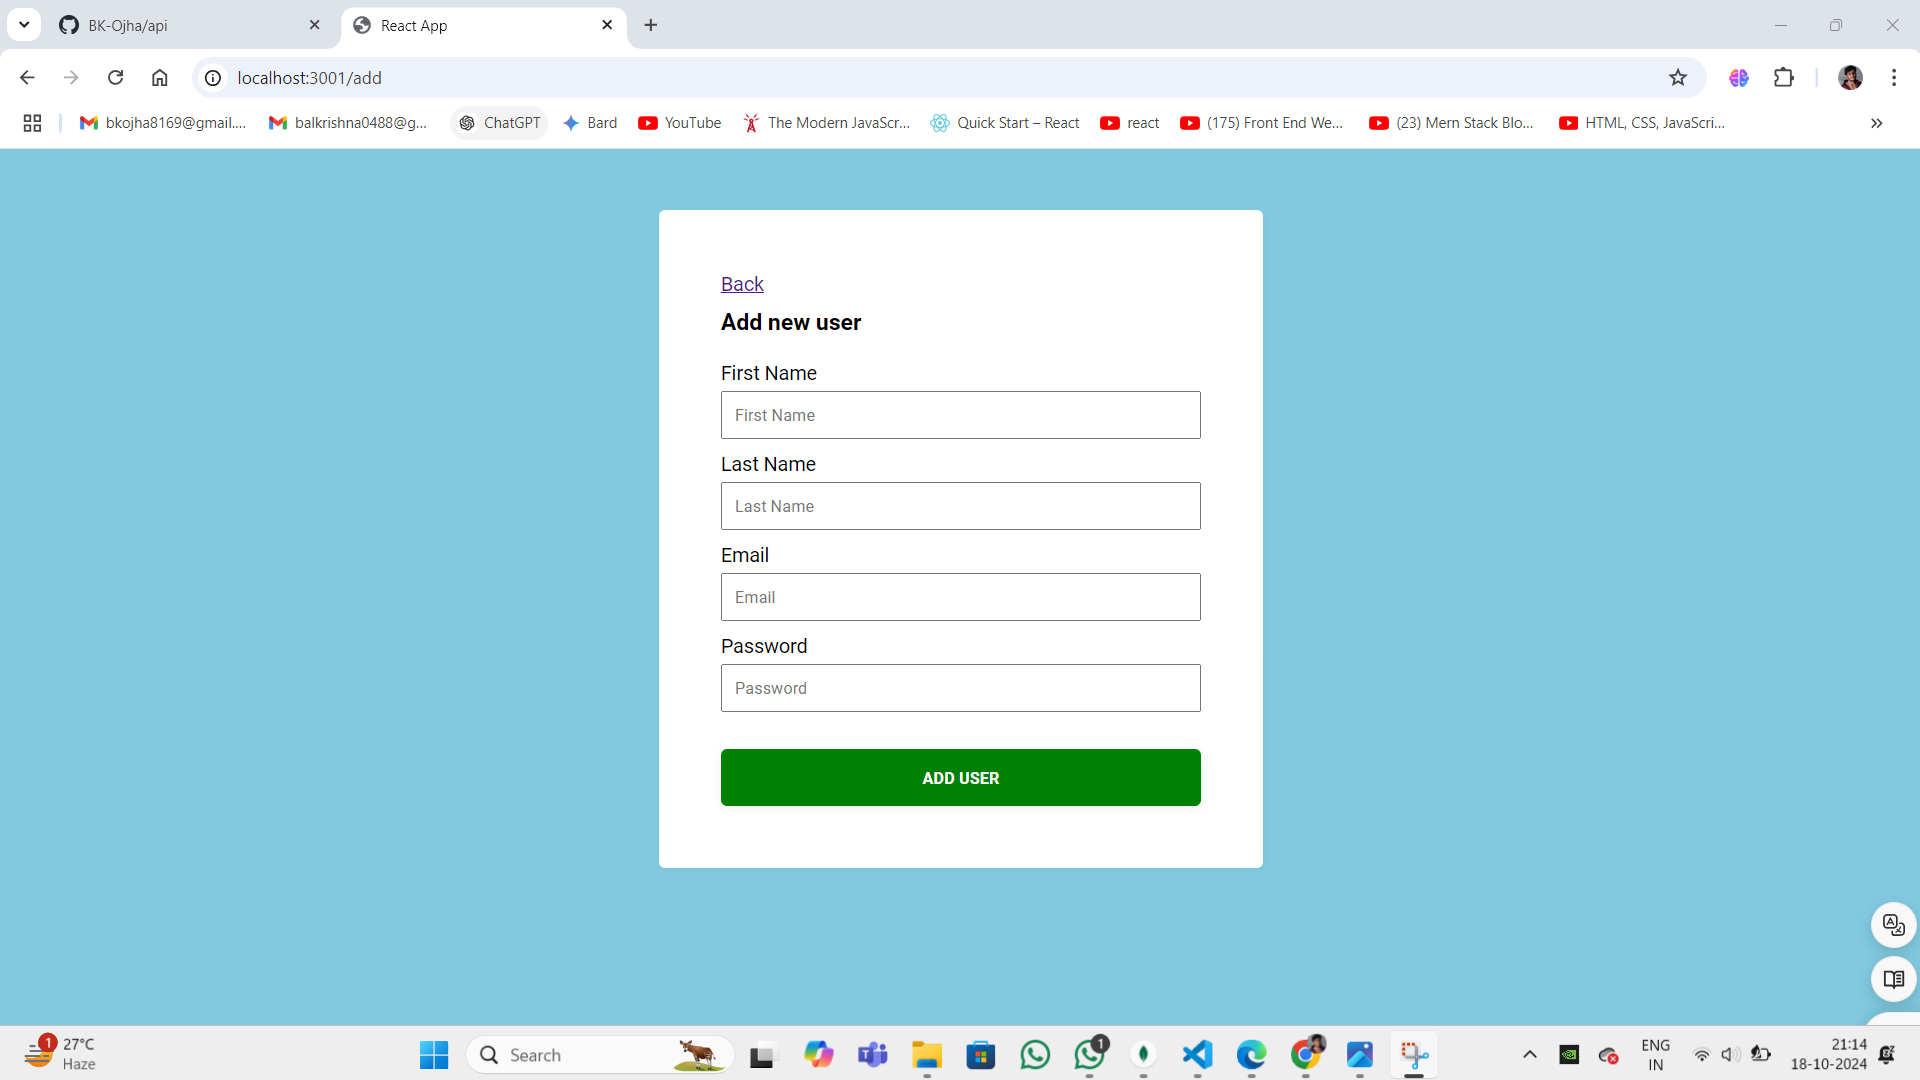 BK-Ojha/api
React App
localhost:3001/add
bkojha8169@gmail.... balkrishna0488@g... ChatGPT Bard YouTube The Modern JavaScr... Quick Start – React react (175) Front End We... (23) Mern Stack Blo... HTML, CSS, JavaScri...
Back
Add new user
First Name
First Name
Last Name
Last Name
Email
Email
Password
Password
ADD USER
1
27°C
Haze
Search
1
ENG
IN
21:14
18-10-2024